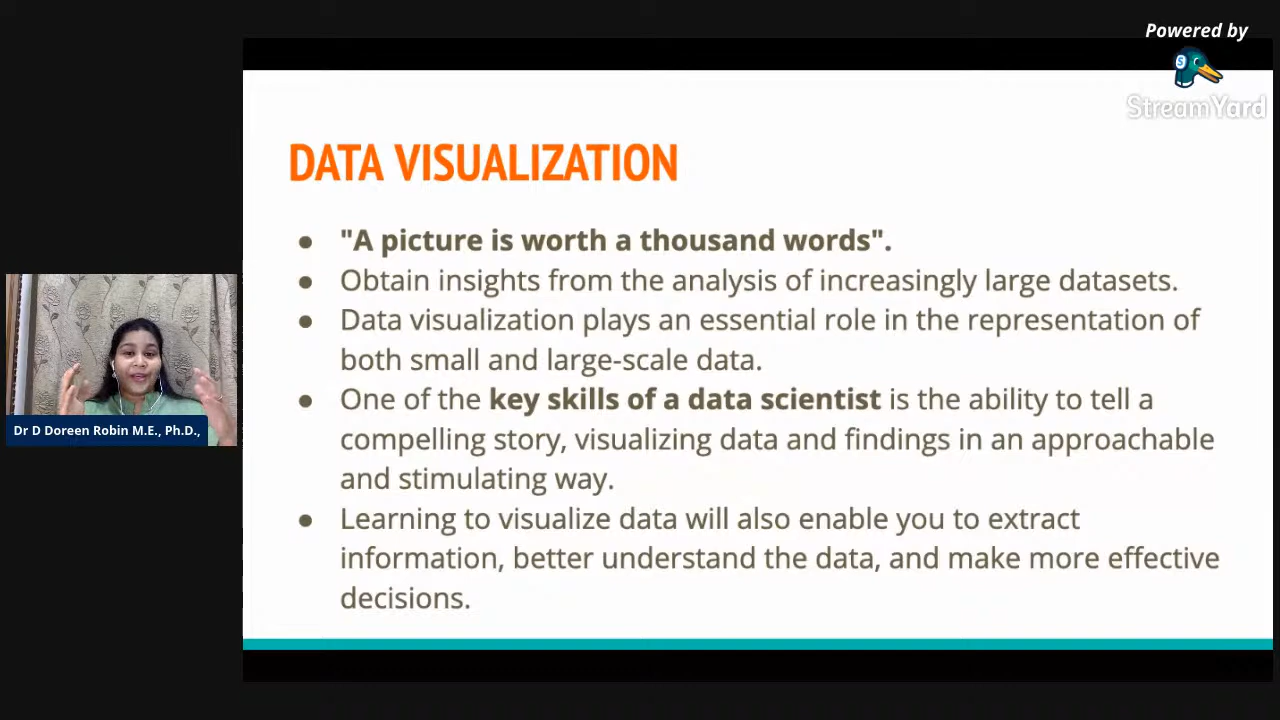 Powered by
StreamYard
DATA VISUALIZATION
● "A picture is worth a thousand words".
● Obtain insights from the analysis of increasingly large datasets.
● Data visualization plays an essential role in the representation of
both small and large-scale data.
● One of the key skills of a data scientist is the ability to tell a
compelling story, visualizing data and findings in an approachable
and stimulating way.
● Learning to visualize data will also enable you to extract
information, better understand the data, and make more effective
decisions.
Dr D Doreen Robin M.E., Ph.D.,